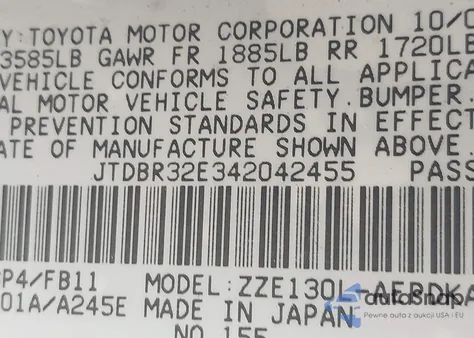 Y:TOYOTA MOTOR CORPORATION 10/0
3585LB GAWR FR 1885LB RR 1720LB
VEHICLE CONFORMS TO ALL APPLICA
AL MOTOR VEHICLE SAFETY.BUMPER.
PREVENTION STANDARDS IN EFFECT
ATE OF MANUFACTURE SHOWN ABOVE.
JTDBR32E342042455 PASS
P4/FB11 MODEL:ZZE130L-AEPDKA
01A/A245E MADE IN JAPAN
NO 155
autosnap
Pewne auta z aukcji USA i EU